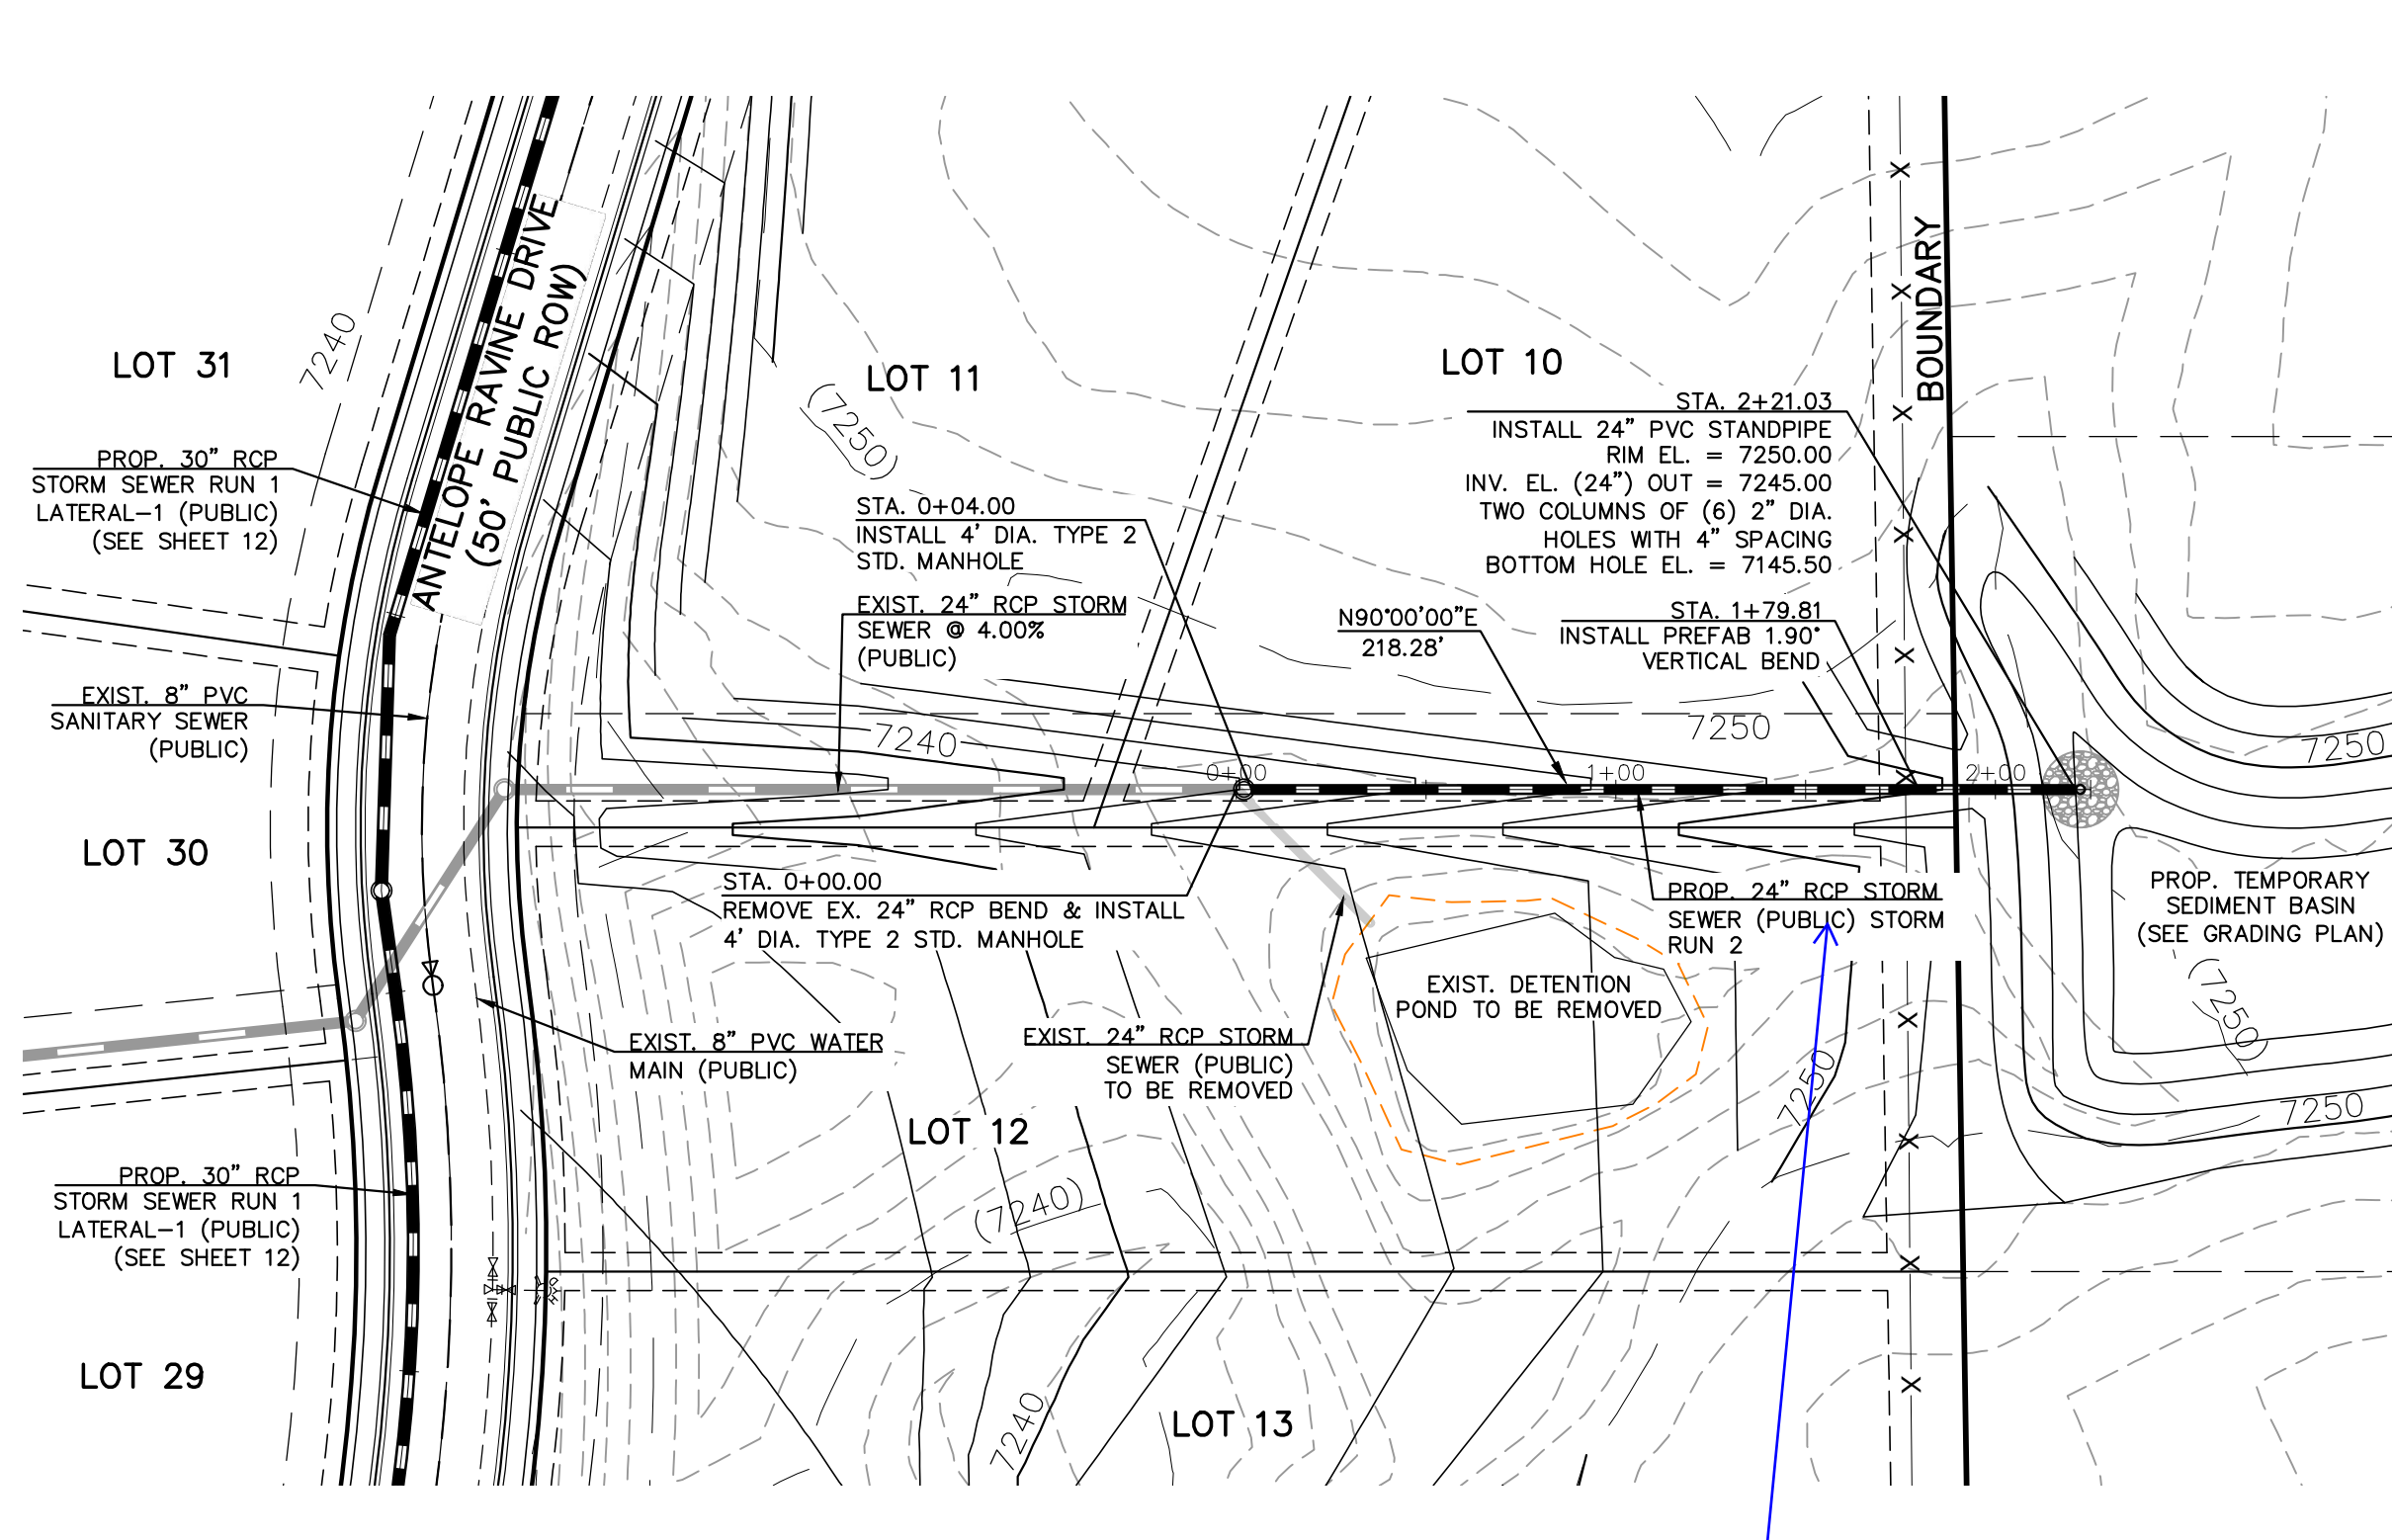 LOT 31
7240
ANTELOPE RAVINE DRIVE
(50' PUBLIC ROW)
LOT 11
(7250)
LOT 10
BOUNDARY
STA. 2+21.03
INSTALL 24" PVC STANDPIPE
RIM EL. = 7250.00
INV. EL. (24") OUT = 7245.00
TWO COLUMNS OF (6) 2" DIA.
HOLES WITH 4" SPACING
BOTTOM HOLE EL. = 7145.50
PROP. 30" RCP
STORM SEWER RUN 1
LATERAL-1 (PUBLIC)
(SEE SHEET 12)
STA. 0+04.00
INSTALL 4' DIA. TYPE 2
STD. MANHOLE
EXIST. 24" RCP STORM
SEWER @ 4.00%
(PUBLIC)
N90°00'00"E
218.28'
STA. 1+79.81
INSTALL PREFAB 1.90°
VERTICAL BEND
EXIST. 8" PVC
SANITARY SEWER
(PUBLIC)
7240
7250
7250
0+00
1+00
2+00
LOT 30
STA. 0+00.00
REMOVE EX. 24" RCP BEND & INSTALL
4' DIA. TYPE 2 STD. MANHOLE
PROP. 24" RCP STORM
SEWER (PUBLIC) STORM
RUN 2
PROP. TEMPORARY
SEDIMENT BASIN
(SEE GRADING PLAN)
EXIST. DETENTION
POND TO BE REMOVED
(7250)
EXIST. 8" PVC WATER
MAIN (PUBLIC)
EXIST. 24" RCP STORM
SEWER (PUBLIC)
TO BE REMOVED
7250
7250
LOT 12
PROP. 30" RCP
STORM SEWER RUN 1
LATERAL-1 (PUBLIC)
(SEE SHEET 12)
(7240)
LOT 29
7240
LOT 13
X
X
X
X
X
X
X
X
X
X